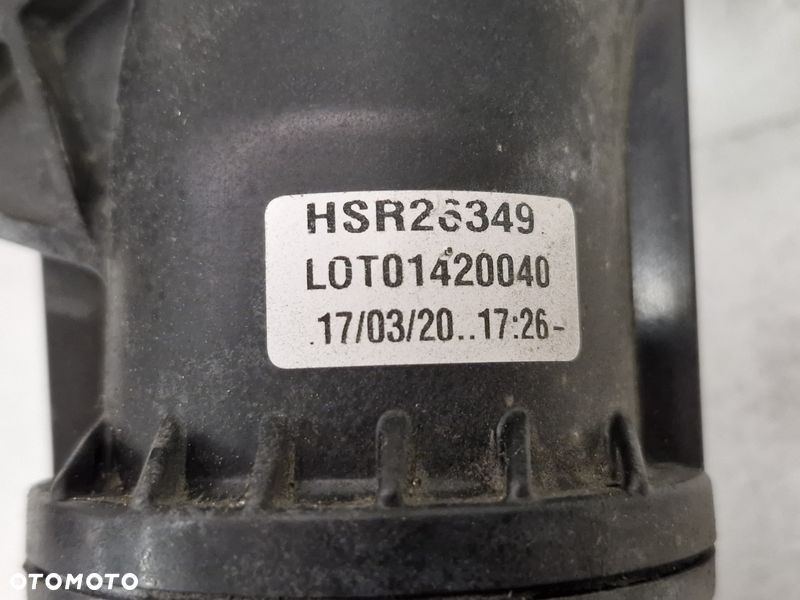 HSR26349
LOT01420040
.17/03/20..17:26-
OTOMOTO